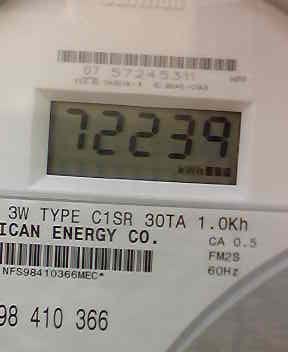 07 57245311
72239
3W TYPE C1SR 30TA 1.0Kh
ICAN ENERGY CO.
CA 0.5
FM2S
60Hz
NFS98410366MEC*
98 410 366